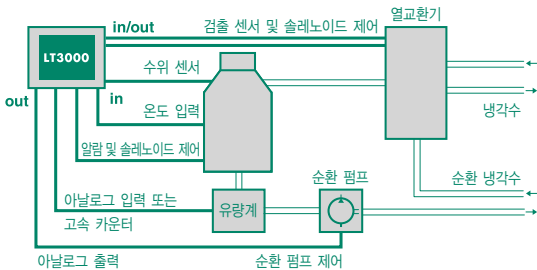 in/out
검출 센서 및 솔레노이드 제어
열교환기
LT3000
수위 센서
out
in
온도 입력
냉각수
알람 및 솔레노이드 제어
순환 펌프
순환 냉각수
아날로그 입력 또는
고속 카운터
유량계
아날로그 출력
순환 펌프 제어